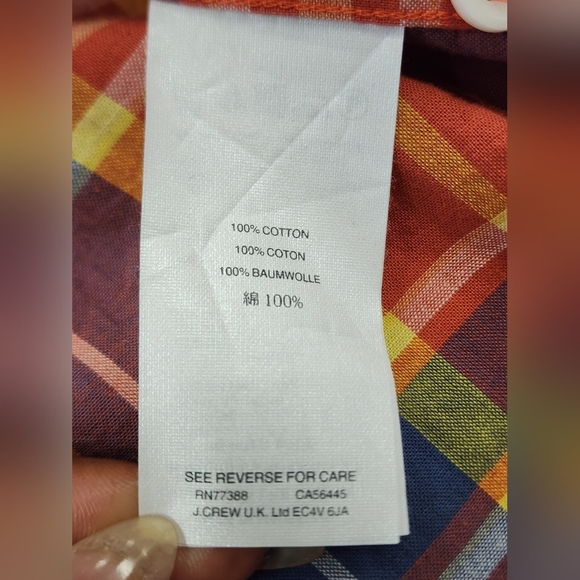 100% COTTON
100% COTON
100% BAUMWOLLE
綿 100%
SEE REVERSE FOR CARE
RN77388 CA56445
J.CREW U.K. Ltd EC4V 6JA